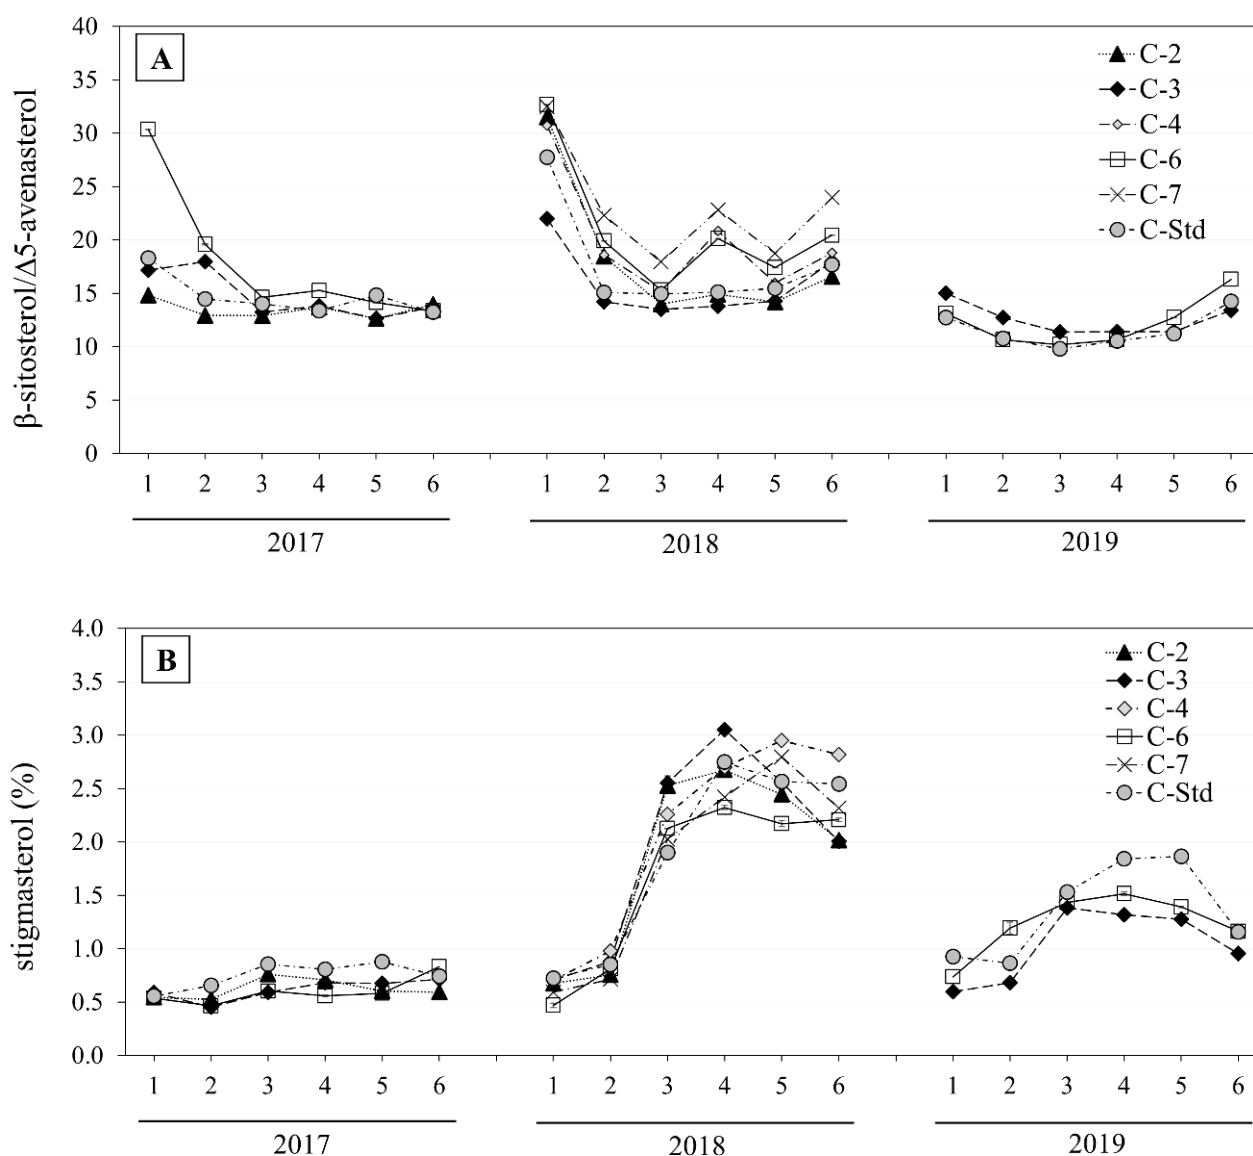 A
β-sitosterol/Δ5-avenasterol
40
35
30
25
20
15
10
5
0
C-2
C-3
C-4
C-6
C-7
C-Std
1 2 3 4 5 6 1 2 3 4 5 6 1 2 3 4 5 6
2017 2018 2019
B
stigmasterol (%)
4.0
3.5
3.0
2.5
2.0
1.5
1.0
0.5
0.0
C-2
C-3
C-4
C-6
C-7
C-Std
1 2 3 4 5 6 1 2 3 4 5 6 1 2 3 4 5 6
2017 2018 2019